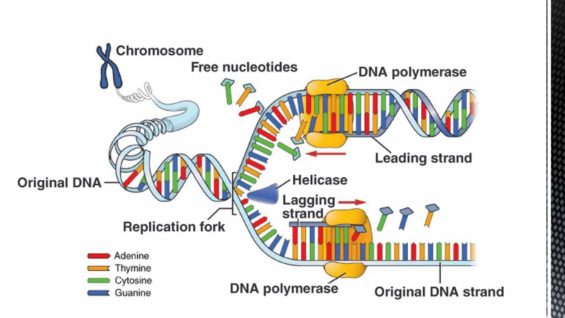 Chromosome
Free nucleotides
DNA polymerase
Leading strand
Original DNA
Helicase
Lagging
strand
Replication fork
Adenine
Thymine
Cytosine
Guanine
DNA polymerase
Original DNA strand